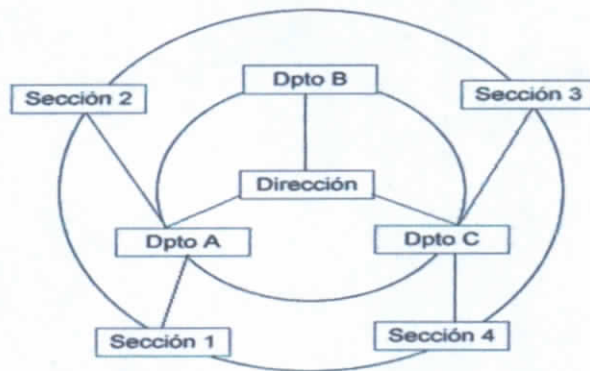 Dpto B
Sección 2
Sección 3
Dirección
Dpto A
Dpto C
Sección 1
Sección 4